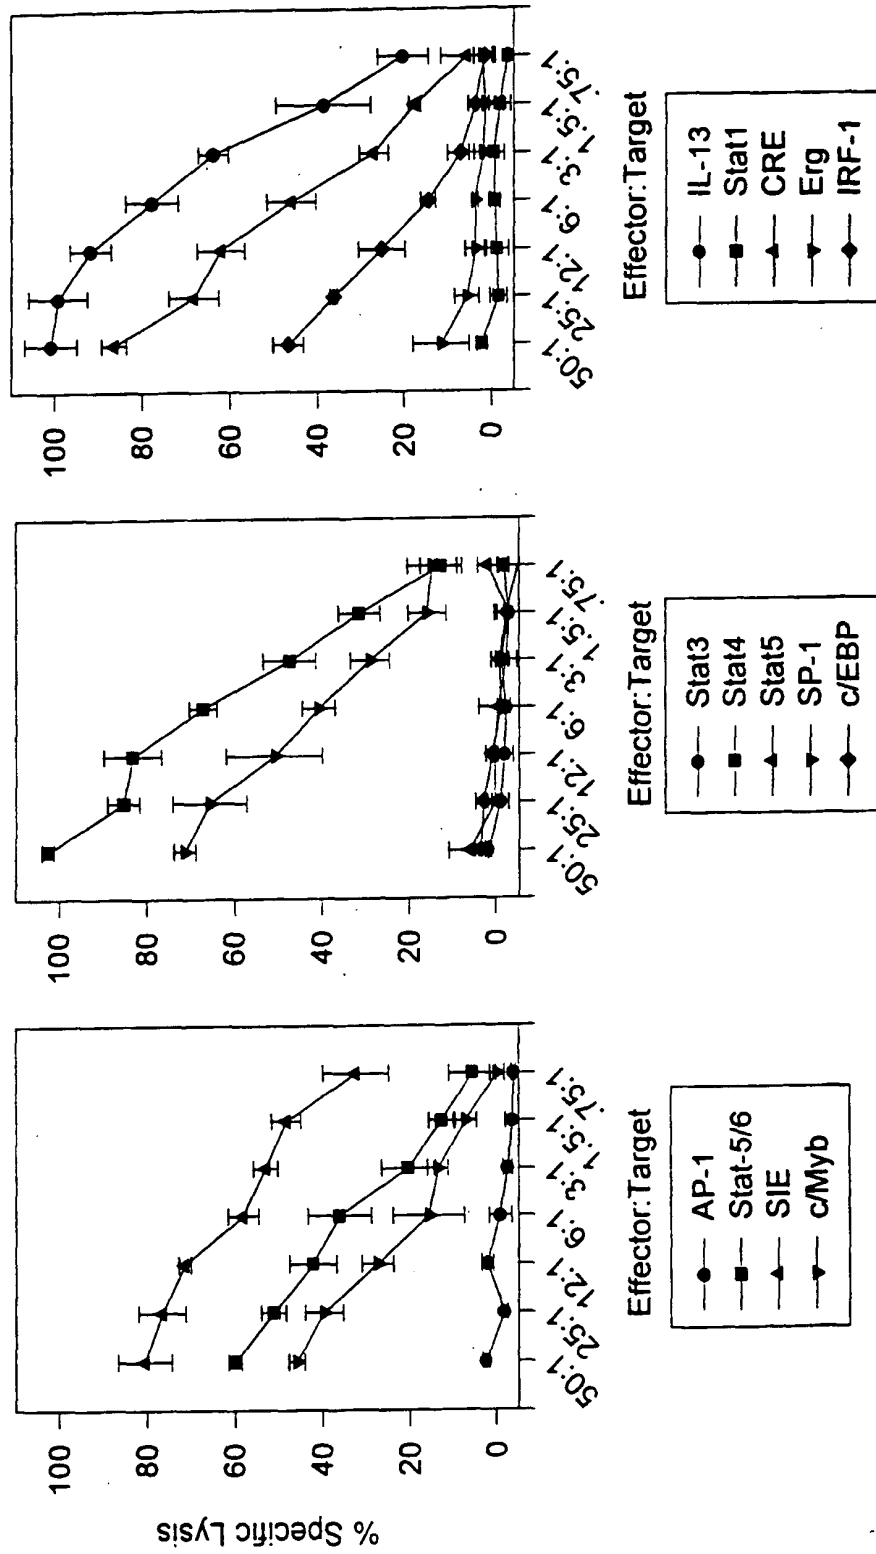 % Specific Lysis
100
80
60
40
20
0
50:1
25:1
12:1
6:1
3:1
1.5:1
.75:1
Effector:Target
AP-1
Stat-5/6
SIE
c/Myb
100
80
60
40
20
0
50:1
25:1
12:1
6:1
3:1
1.5:1
.75:1
Effector:Target
Stat3
Stat4
Stat5
SP-1
c/EBP
100
80
60
40
20
0
50:1
25:1
12:1
6:1
3:1
1.5:1
.75:1
Effector:Target
IL-13
Stat1
CRE
Erg
IRF-1